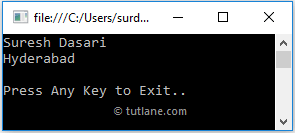 file:///C:/Users/surd...
Suresh Dasari
Hyderabad
Press Any Key to Exit..
© tutlane.com